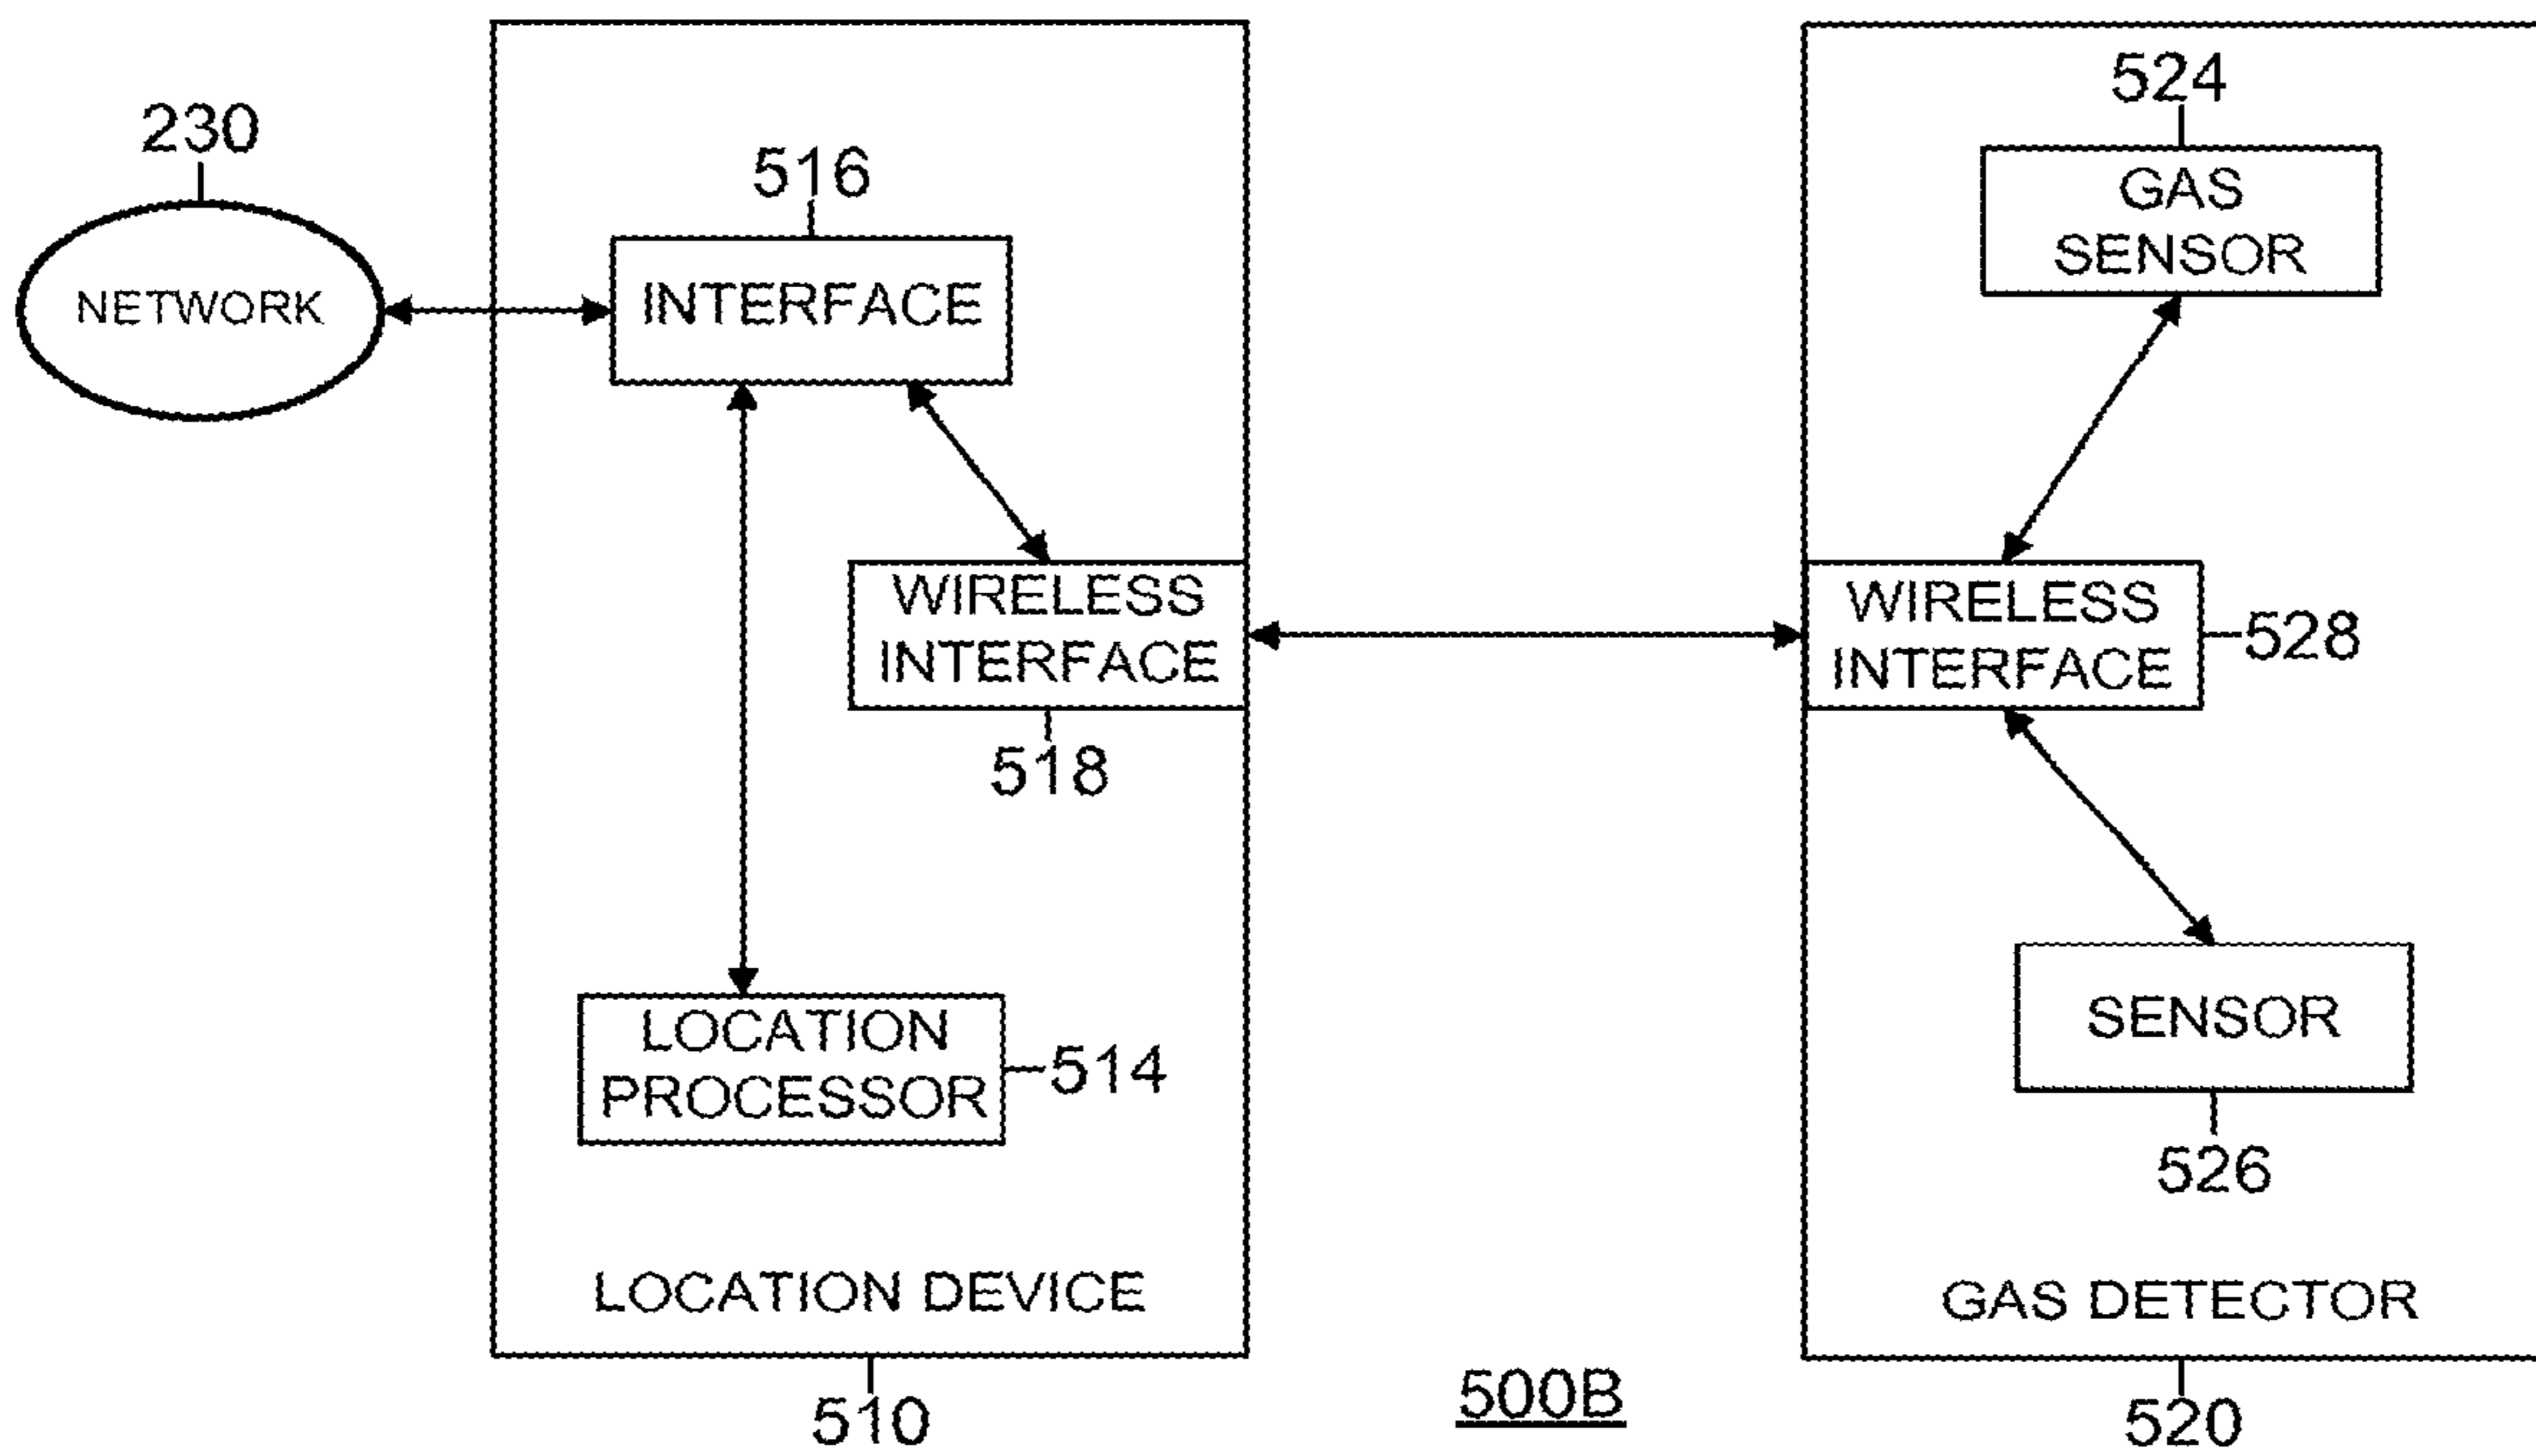 230
NETWORK
516
INTERFACE
WIRELESS
INTERFACE
518
LOCATION
PROCESSOR
514
LOCATION DEVICE
510
524
GAS
SENSOR
WIRELESS
INTERFACE
528
SENSOR
526
GAS DETECTOR
520
500B